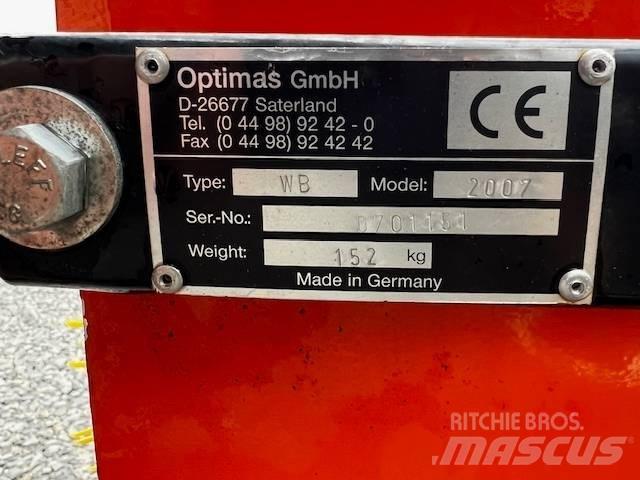 Optimas GmbH
D-26677 Saterland
Tel. (0 44 98) 92 42 - 0
Fax (0 44 98) 92 42 42
CE
Type: WB Model: 2007
Ser.-No.: B701151
Weight: 152 kg
Made in Germany
RITCHIE BROS.
MASCUS